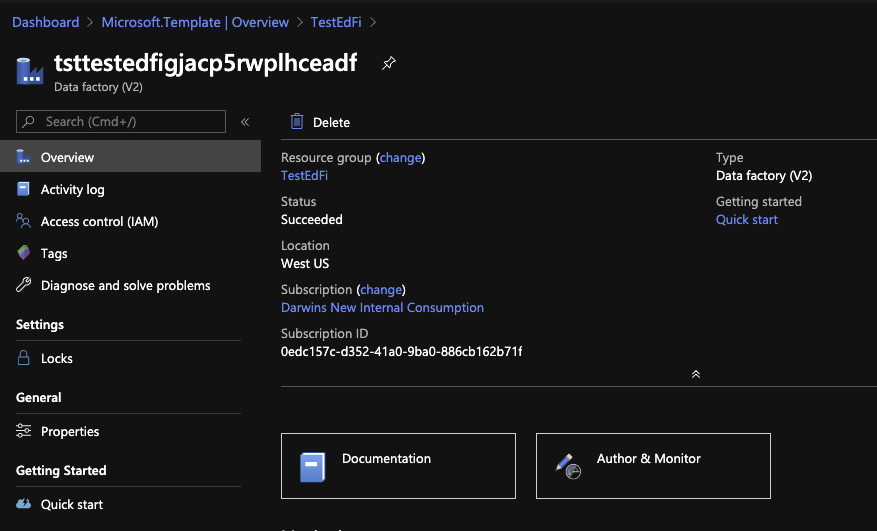 Dashboard > Microsoft.Template | Overview > TestEdFi >
tsttestedfigjacp5rwplhceadf
Data factory (V2)
Search (Cmd+/)
«
Overview
Activity log
Access control (IAM)
Tags
Diagnose and solve problems
Settings
Locks
General
Properties
Getting Started
Quick start
Delete
Resource group (change)
TestEdFi
Status
Succeeded
Location
West US
Subscription (change)
Darwins New Internal Consumption
Subscription ID
0edc157c-d352-41a0-9ba0-886cb162b71f
Type
Data factory (V2)
Getting started
Quick start
Documentation
Author & Monitor